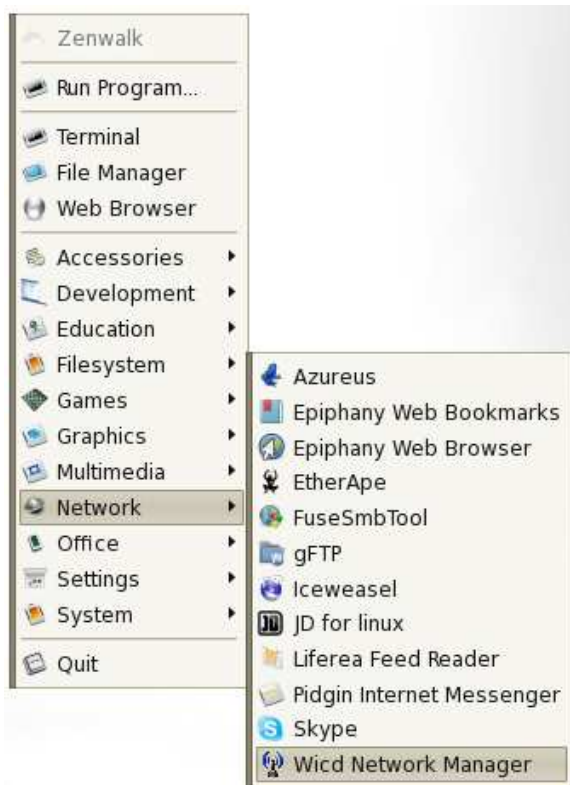 Zenwalk
Run Program...
Terminal
File Manager
Web Browser
Accessories
Development
Education
Filesystem
Games
Graphics
Multimedia
Network
Office
Settings
System
Quit
Azureus
Epiphany Web Bookmarks
Epiphany Web Browser
EtherApe
FuseSmbTool
gFTP
Iceweasel
JD for linux
Liferea Feed Reader
Pidgin Internet Messenger
Skype
Wicd Network Manager